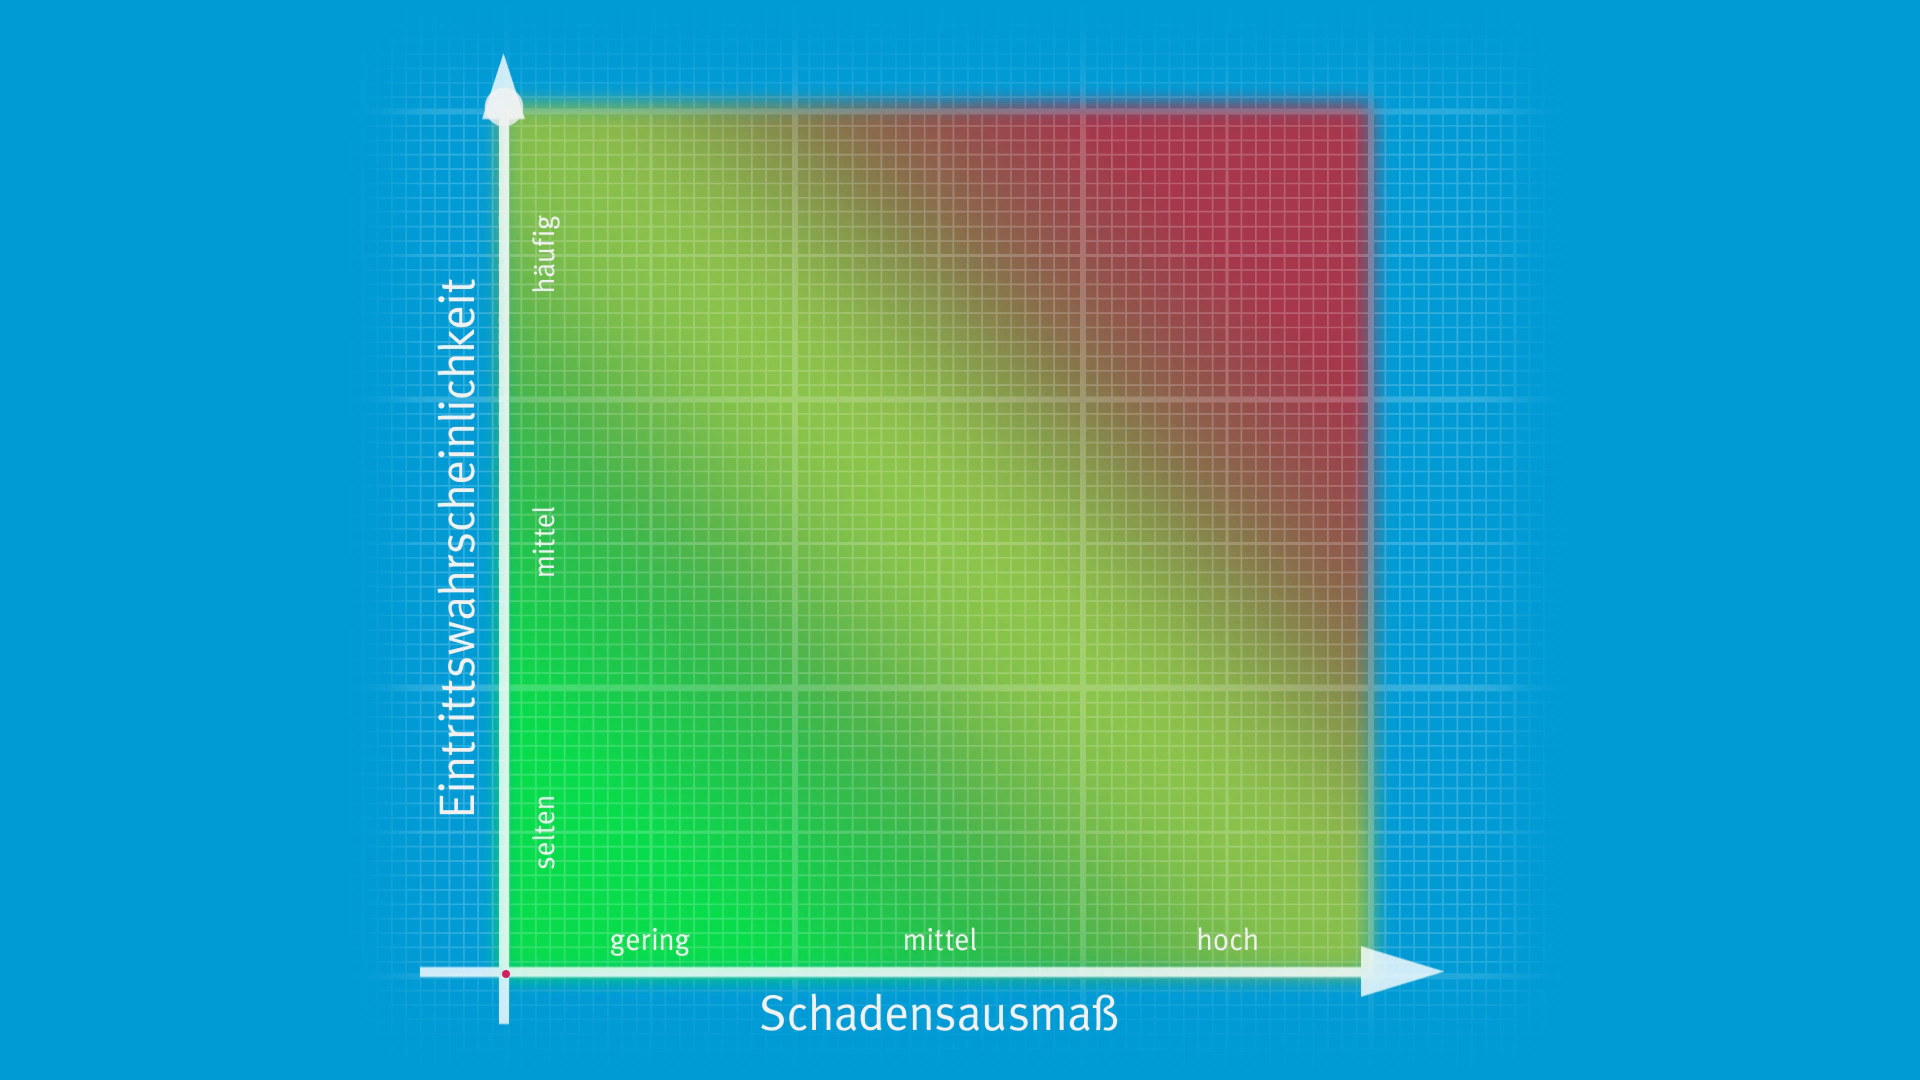 Eintrittswahrscheinlichkeit
häufig
mittel
selten
gering mittel hoch
Schadensausmaß